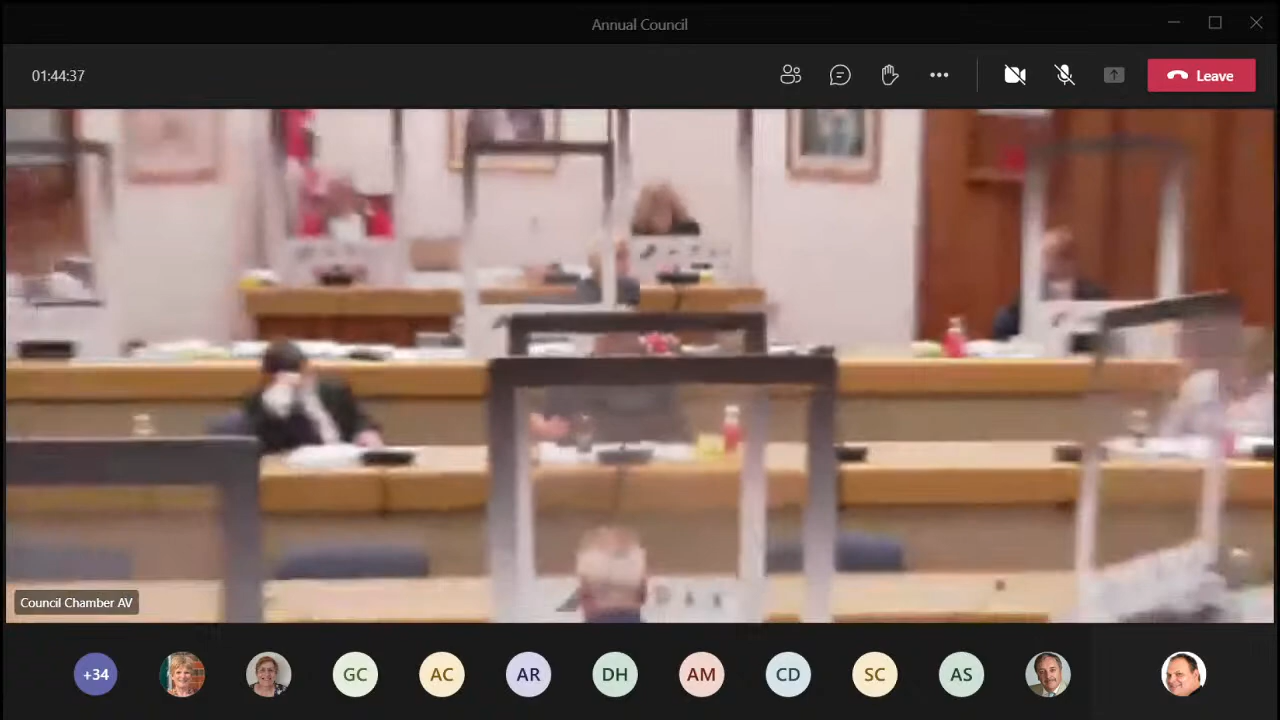 Annual Council
01:44:37
Leave
Council Chamber AV
+34
GC
AC
AR
DH
AM
CD
SC
AS